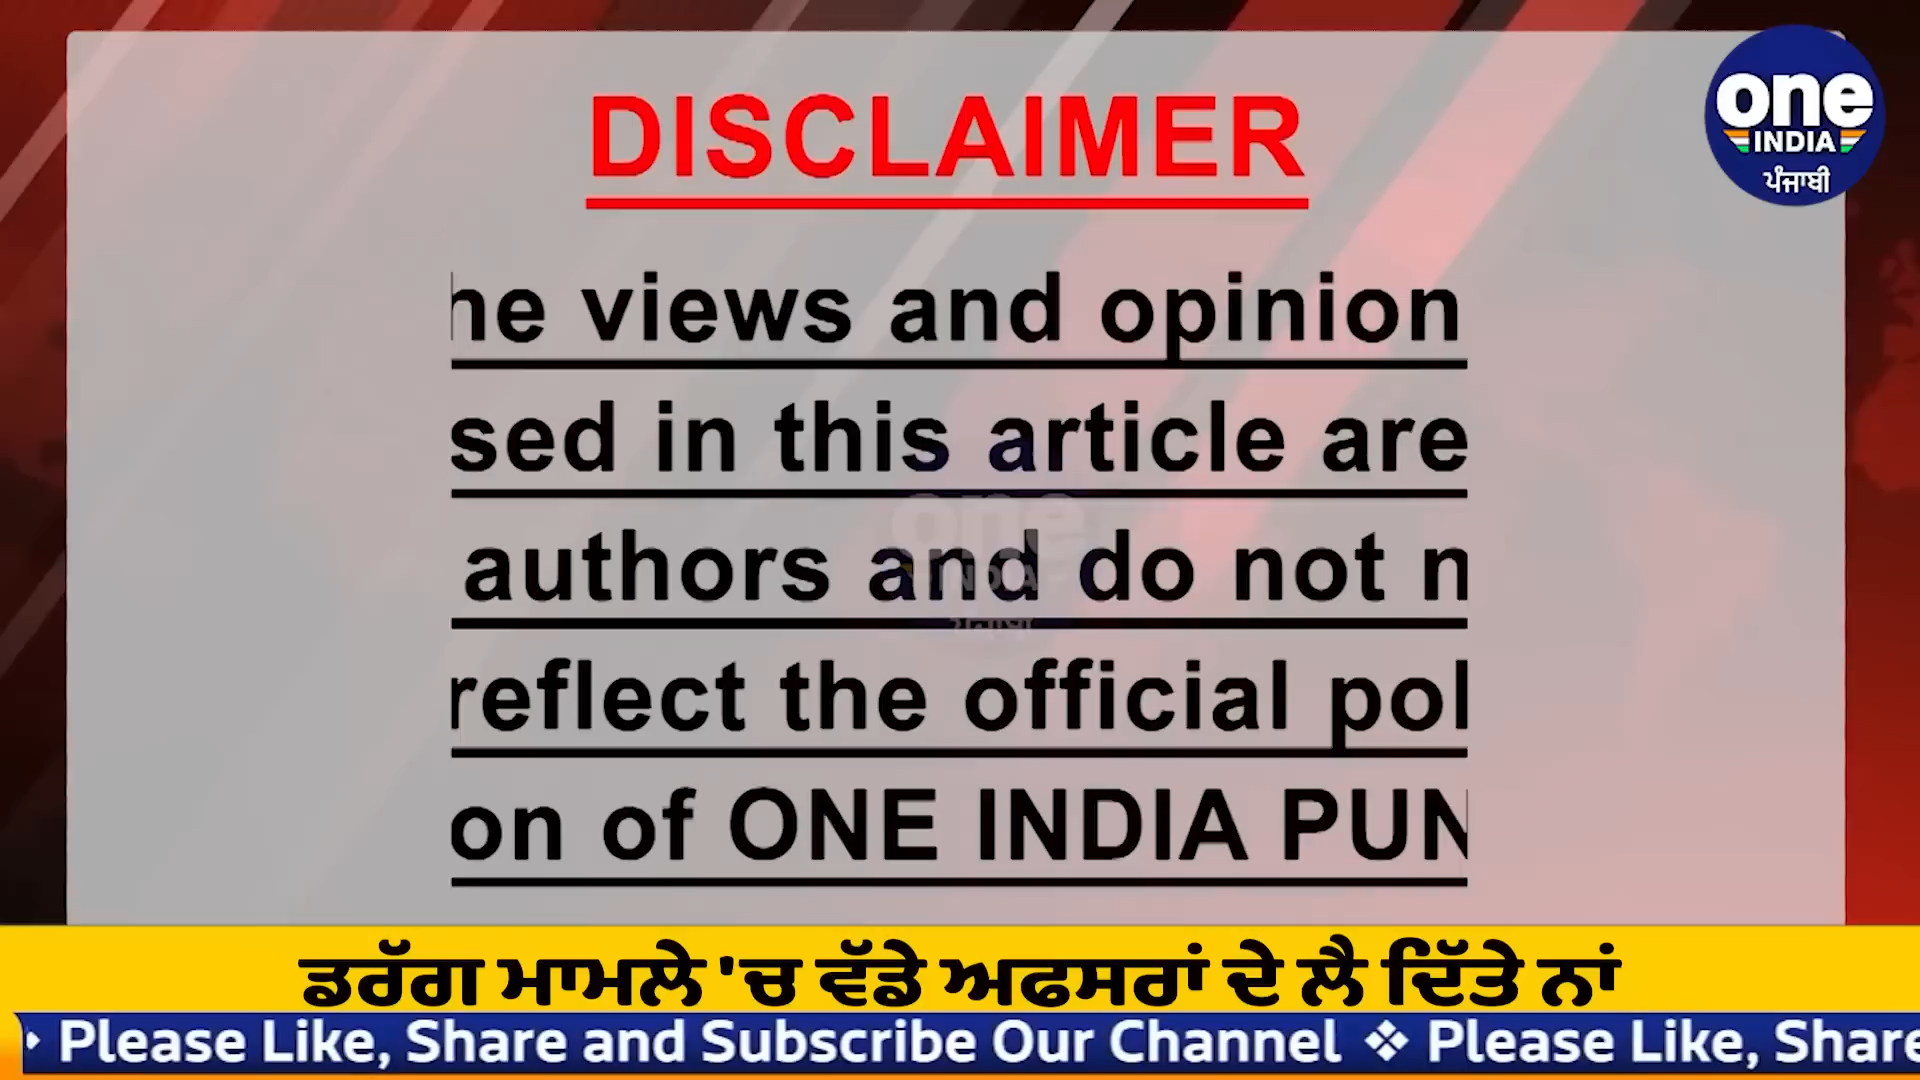 one
INDIA
ਪੰਜਾਬੀ
DISCLAIMER
he views and opinion
sed in this article are
authors and do not n
reflect the official pol
on of ONE INDIA PUN
ਡਰੱਗ ਮਾਮਲੇ 'ਚ ਵੱਡੇ ਅਫਸਰਾਂ ਦੇ ਲੈ ਦਿੱਤੇ ਨਾਂ
Please Like, Share and Subscribe Our Channel ❖ Please Like, Share